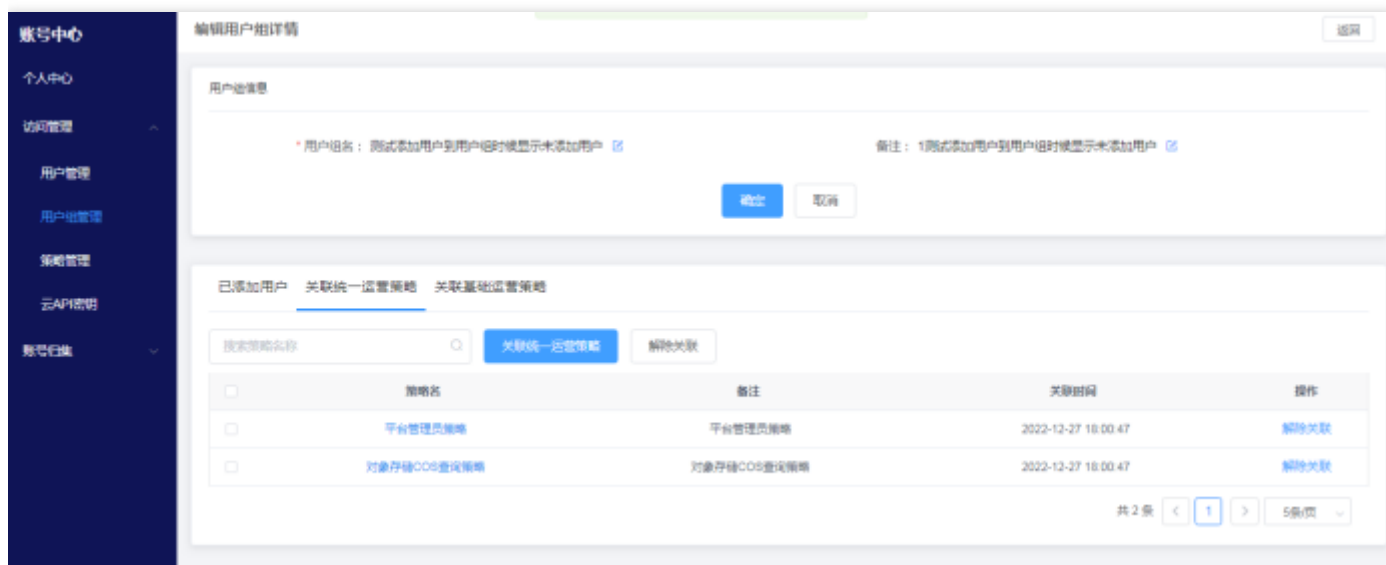 账号中心
编辑用户组详情
返回
个人中心
用户组信息
访问管理
* 用户组名： 测试添加用户到用户组时候显示未添加用户
备注： 1测试添加用户到用户组时候显示未添加用户
用户管理
确定
取消
用户组管理
策略管理
已添加用户 关联统一运营策略 关联基础运营策略
云API密钥
账号归集
搜索策略名称
关联统一运营策略
解除关联
策略名 备注 关联时间 操作
平台管理员策略 平台管理员策略 2022-12-27 18:00:47 解除关联
对象存储COS查询策略 对象存储COS查询策略 2022-12-27 18:00:47 解除关联
共 2 条 < 1 > 5条/页